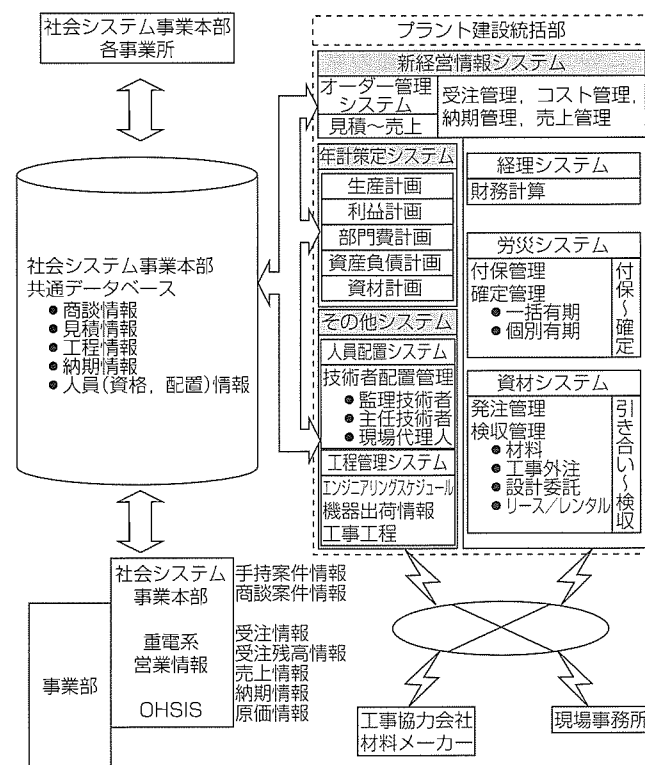 社会システム事業本部
各事業所
社会システム事業本部
共通データベース
●商談情報
●見積情報
●工程情報
●納期情報
●人員(資格，配置)情報
事業部
社会システム
事業本部
重電系
営業情報
OHSIS
手持案件情報
商談案件情報
受注情報
受注残高情報
売上情報
納期情報
原価情報
プラント建設統括部
新経営情報システム
オーダー管理
システム
見積～売上
受注管理，コスト管理，
納期管理，売上管理
年計策定システム
生産計画
利益計画
部門費計画
資産負債計画
資材計画
その他システム
人員配置システム
技術者配置管理
●監理技術者
●主任技術者
●現場代理人
工程管理システム
エンジニアリングスケジュール
機器出荷情報
工事工程
経理システム
財務計算
労災システム
付保管理
確定管理
●一括有期
●個別有期
付保～確定
資材システム
発注管理
検収管理
●材料
●工事外注
●設計委託
●リース／レンタル
引き合い～検収
工事協力会社
材料メーカー
現場事務所